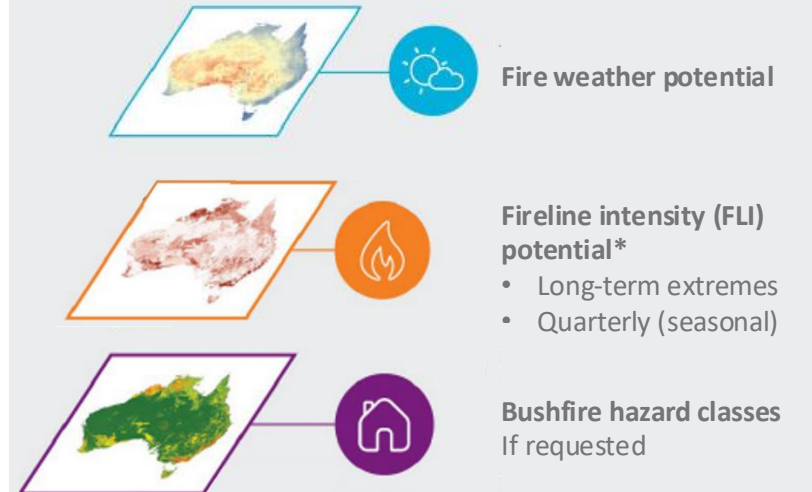 Fire weather potential
Fireline intensity (FLI)
potential*
• Long-term extremes
• Quarterly (seasonal)
Bushfire hazard classes
If requested